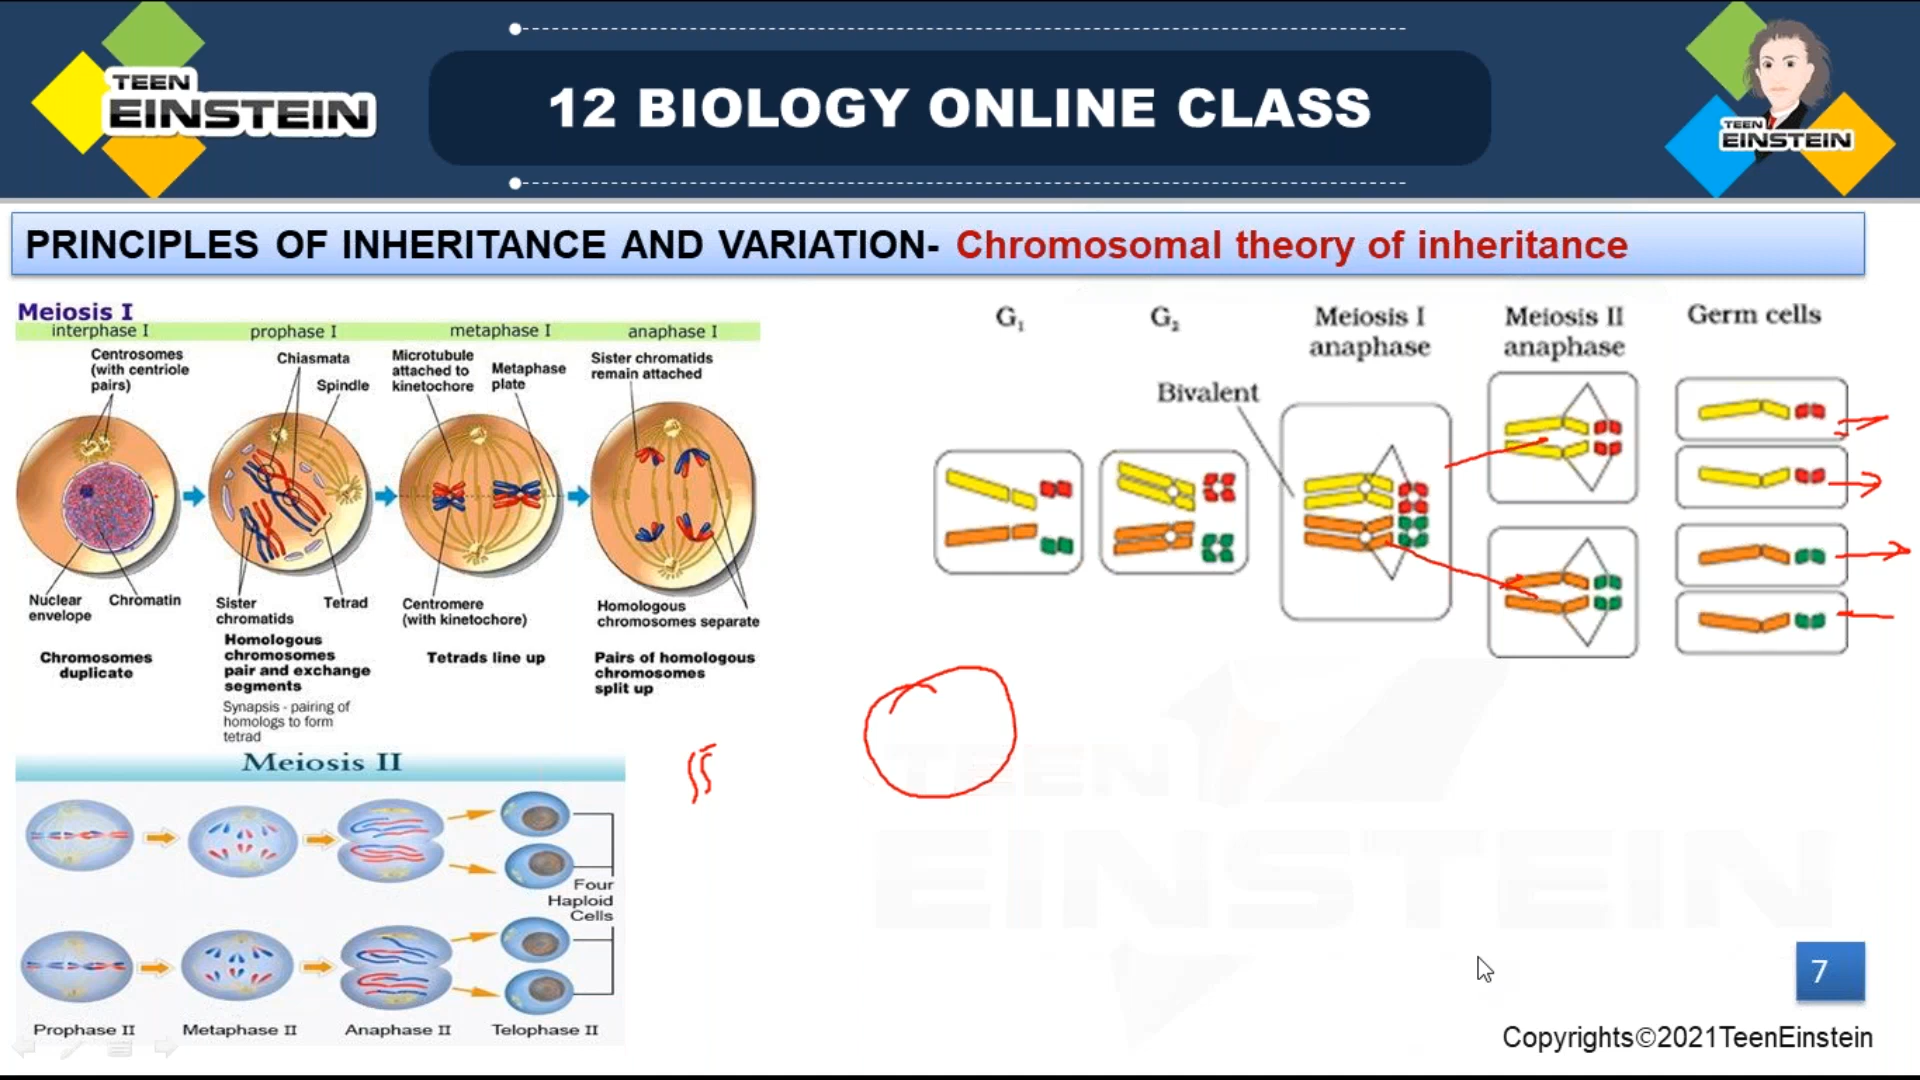 TEEN
EINSTEIN
12 BIOLOGY ONLINE CLASS
TEEN
EINSTEIN
PRINCIPLES OF INHERITANCE AND VARIATION- Chromosomal theory of inheritance
Meiosis I
interphase I
prophase I
metaphase I
anaphase I
Centrosomes
(with centriole
pairs)
Chiasmata
Spindle
Microtubule
attached to
kinetochore
Metaphase
plate
Sister chromatids
remain attached
Nuclear
envelope
Chromatin
Sister
chromatids
Tetrad
Centromere
(with kinetochore)
Homologous
chromosomes separate
Chromosomes
duplicate
Homologous
chromosomes
pair and exchange
segments
Synapsis - pairing of
homologs to form
tetrad
Tetrads line up
Pairs of homologous
chromosomes
split up
G₁
G₂
Meiosis I
anaphase
Meiosis II
anaphase
Germ cells
Bivalent
Meiosis II
Four
Haploid
Cells
Prophase II
Metaphase II
Anaphase II
Telophase II
TEEN
EINSTEIN
7
Copyrights©2021TeenEinstein